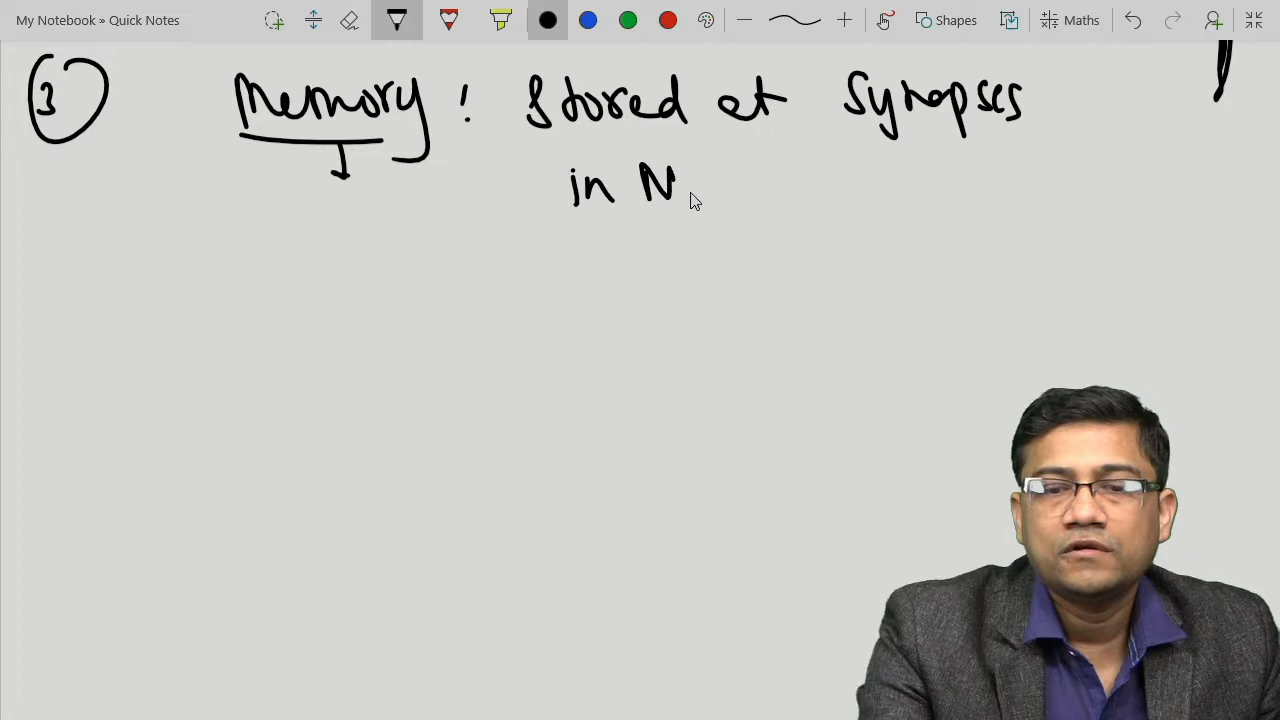 My Notebook » Quick Notes
Shapes
Maths
3 Memory : Stored at Synapses
in N